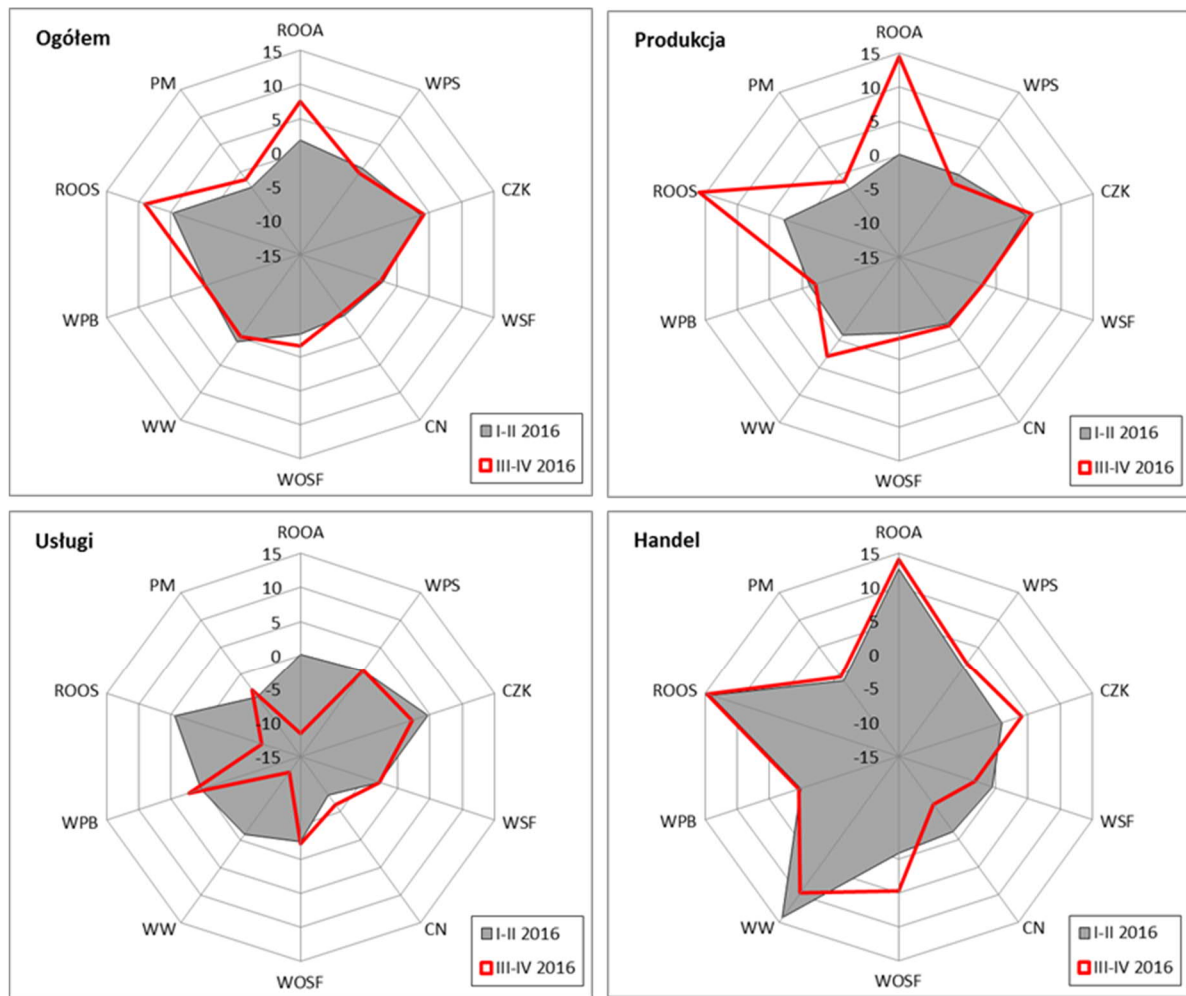 Ogółem
ROOA
WPS
CZK
WSF
CN
WOSF
WW
WPB
ROOS
PM
15
10
5
0
-5
-10
-15
I-II 2016
III-IV 2016
Produkcja
ROOA
WPS
CZK
WSF
CN
WOSF
WW
WPB
ROOS
PM
15
10
5
0
-5
-10
-15
I-II 2016
III-IV 2016
Usługi
ROOA
WPS
CZK
WSF
CN
WOSF
WW
WPB
ROOS
PM
15
10
5
0
-5
-10
-15
I-II 2016
III-IV 2016
Handel
ROOA
WPS
CZK
WSF
CN
WOSF
WW
WPB
ROOS
PM
15
10
5
0
-5
-10
-15
I-II 2016
III-IV 2016